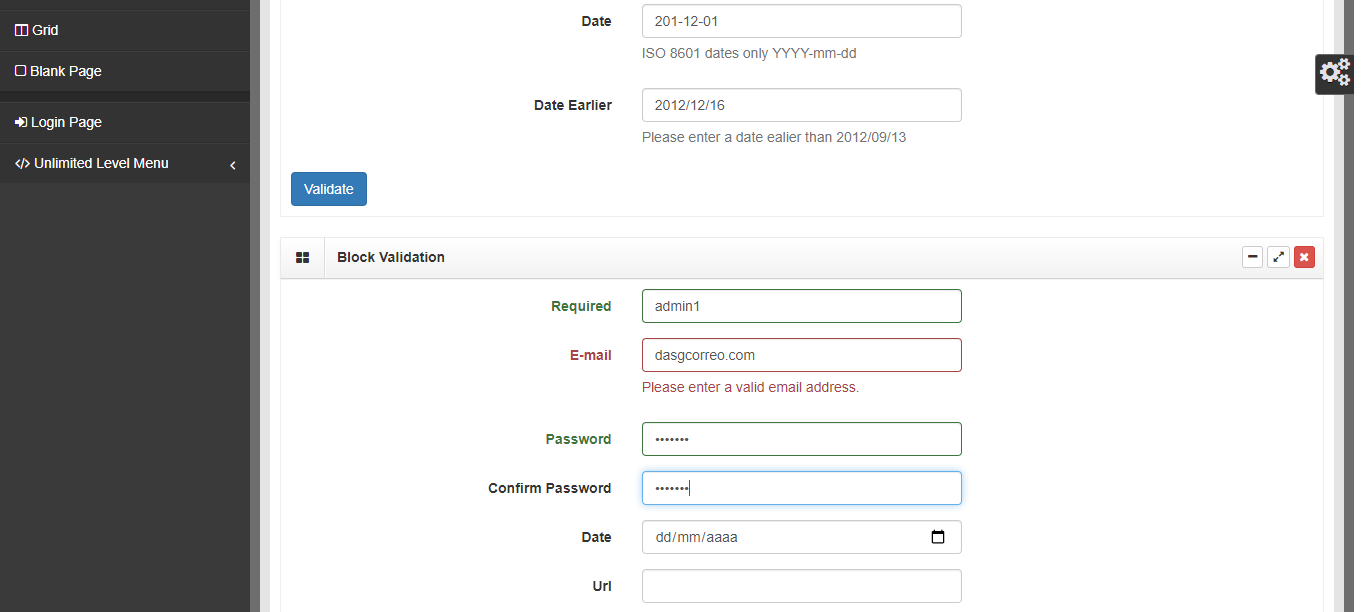 Grid
Blank Page
Login Page
Unlimited Level Menu
Date
201-12-01
ISO 8601 dates only YYYY-mm-dd
Date Earlier
2012/12/16
Please enter a date ealier than 2012/09/13
Validate
Block Validation
Required
admin1
E-mail
dasgcorreo.com
Please enter a valid email address.
Password
•••••••
Confirm Password
•••••••
Date
dd/mm/aaaa
Url